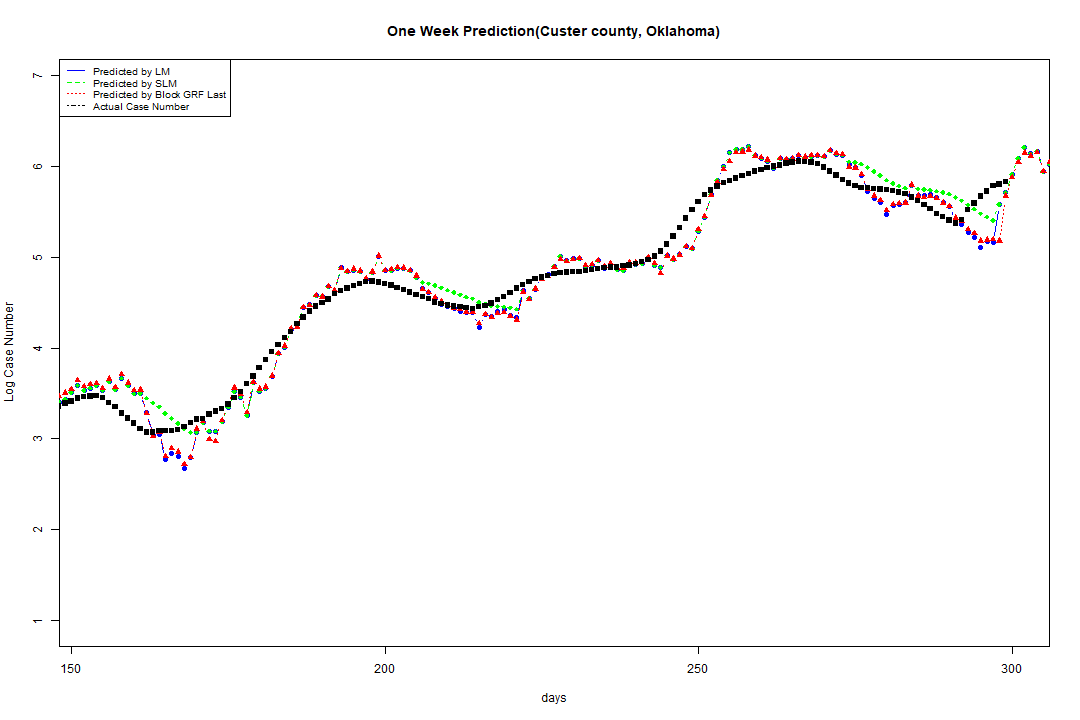 One Week Prediction(Custer county, Oklahoma)
Predicted by LM
Predicted by SLM
Predicted by Block GRF Last
Actual Case Number
Log Case Number
7
6
5
4
3
2
1
150 200 250 300
days